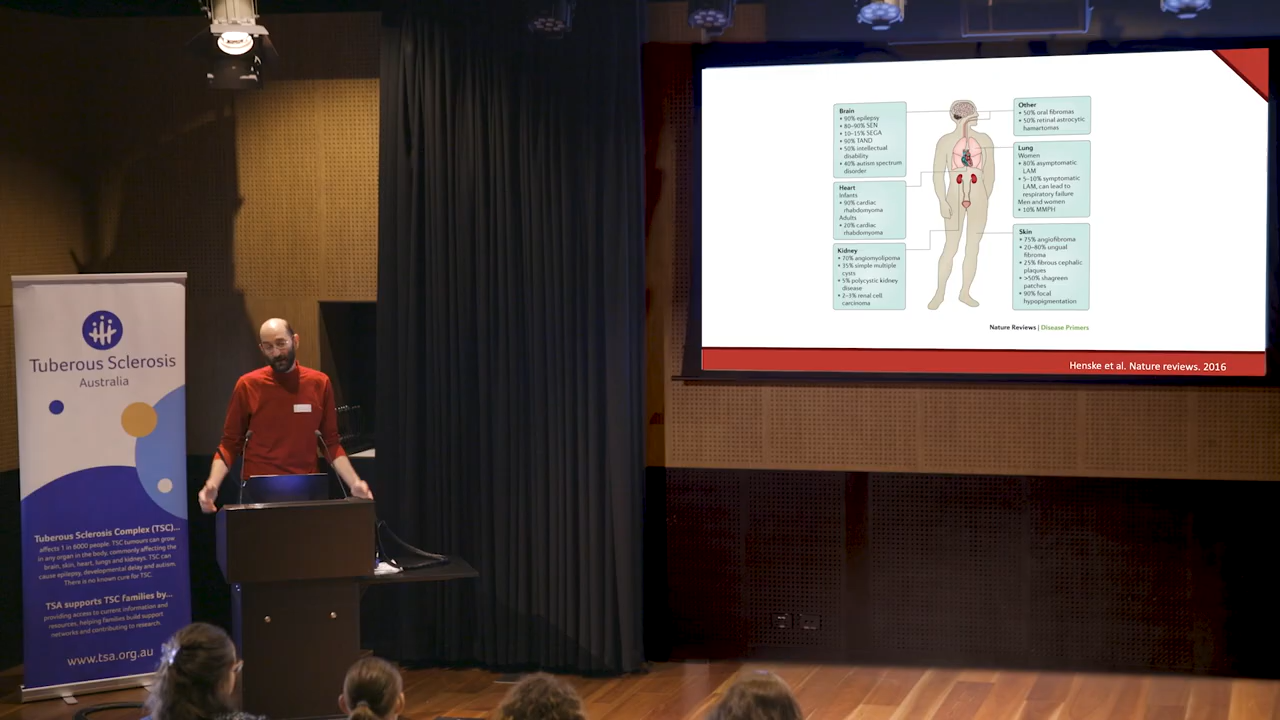 Tuberous Sclerosis
Australia
Tuberous Sclerosis Complex (TSC)...
affects 1 in 6000 people. TSC tumours can grow
in any organ in the body, commonly affecting the
brain, skin, heart, lungs and kidneys. TSC can
cause epilepsy, developmental delay and autism.
There is no known cure for TSC.
TSA supports TSC families by...
providing access to current information and
resources, helping families build support
networks and contributing to research.
www.tsa.org.au
Brain
• 90% epilepsy
• 80–90% SEN
• 10–15% SEGA
• 90% TAND
• 50% intellectual
disability
• 40% autism spectrum
disorder
Heart
Infants
• 90% cardiac
rhabdomyoma
Adults
• 20% cardiac
rhabdomyoma
Kidney
• 70% angiomyolipoma
• 35% simple multiple
cysts
• 5% polycystic kidney
disease
• 2–3% renal cell
carcinoma
Other
• 50% oral fibromas
• 50% retinal astrocytic
hamartomas
Lung
Women
• 80% asymptomatic
LAM
• 5–10% symptomatic
LAM, can lead to
respiratory failure
Men and women
• 10% MMPH
Skin
• 75% angiofibroma
• 20–80% ungual
fibroma
• 25% fibrous cephalic
plaques
• >50% shagreen
patches
• 90% focal
hypopigmentation
Nature Reviews | Disease Primers
Henske et al. Nature reviews. 2016